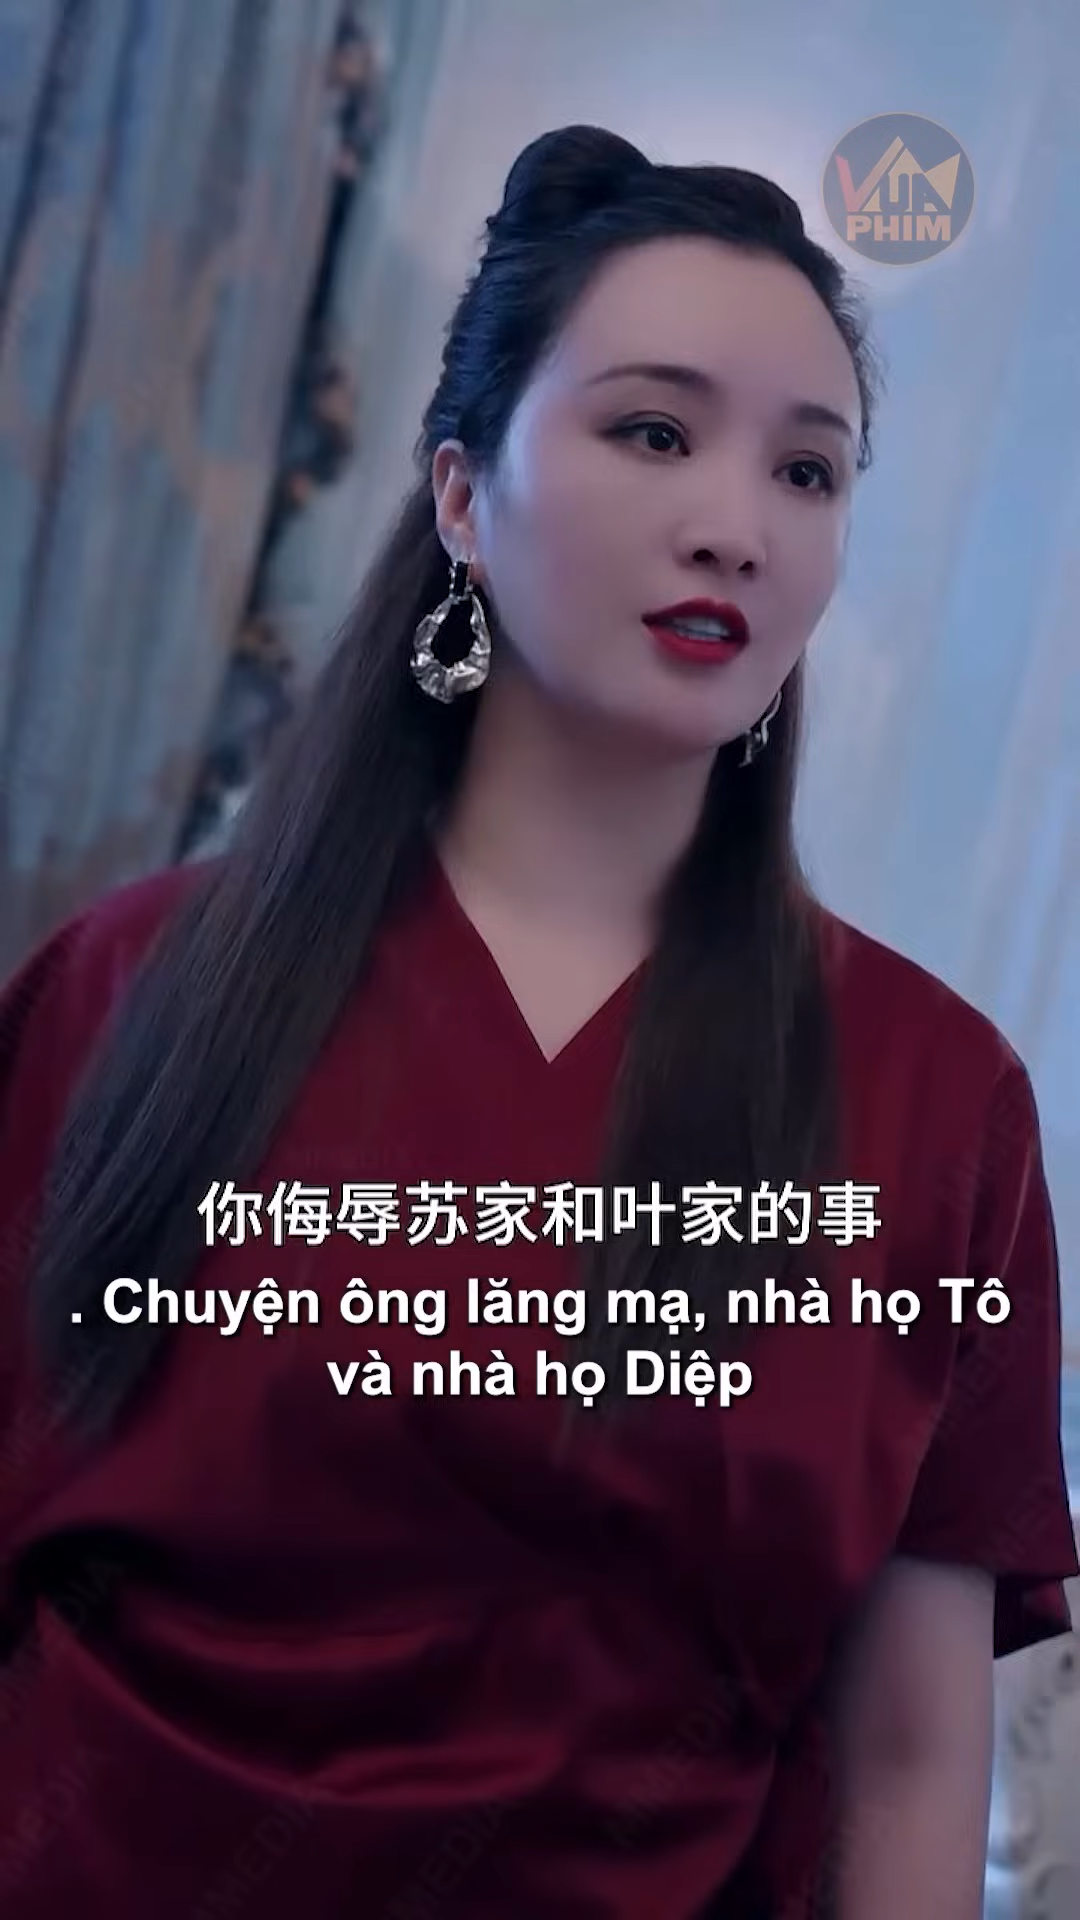 VUA
PHIM
你侮辱苏家和叶家的事
. Chuyện ông lăng mạ, nhà họ Tô
và nhà họ Diệp